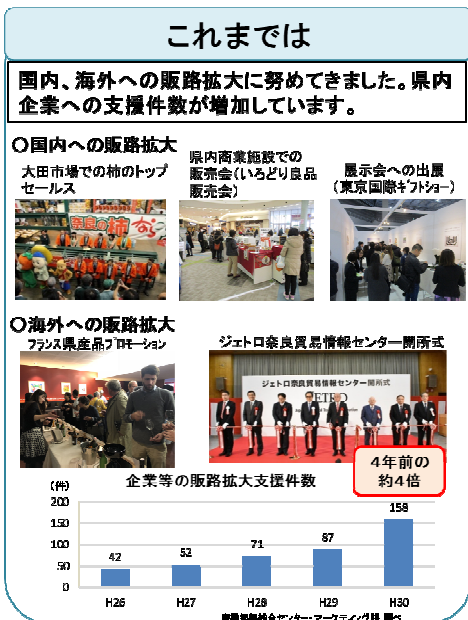 これまでは
国内、海外への販路拡大に努めてきました。県内
企業への支援件数が増加しています。
○国内への販路拡大
大田市場での柿のトップ
セールス
県内商業施設での
販売会(いろどり良品
販売会)
展示会への出展
(東京国際ギフトショー)
奈良の柿
○海外への販路拡大
フランス県産品プロモーション
ジェトロ奈良貿易情報センター開所式
ジェトロ奈良貿易情報センター開所式
JETRO
4年前の
約4倍
企業等の販路拡大支援件数
(件)
200
150
100
50
0
42
52
71
87
158
H26
H27
H28
H29
H30